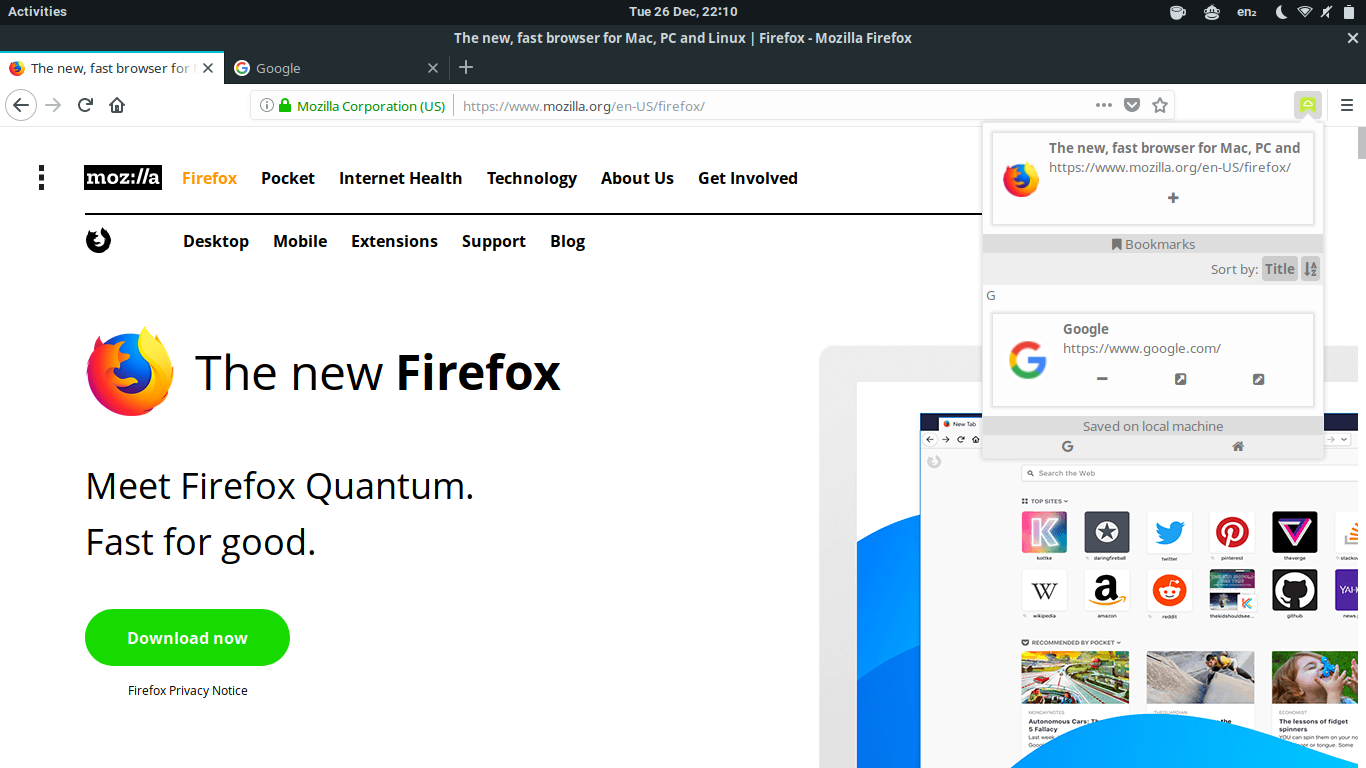 Activities
Tue 26 Dec, 22:10
en₂
The new, fast browser for Mac, PC and Linux | Firefox - Mozilla Firefox
The new, fast browser for
Google
Mozilla Corporation (US)
https://www.mozilla.org/en-US/firefox/
moz://a
Firefox
Pocket
Internet Health
Technology
About Us
Get Involved
Desktop
Mobile
Extensions
Support
Blog
The new Firefox
Meet Firefox Quantum.
Fast for good.
Download now
Firefox Privacy Notice
The new, fast browser for Mac, PC and
https://www.mozilla.org/en-US/firefox/
Bookmarks
Sort by: Title
G
Google
https://www.google.com/
Saved on local machine
New Tab
Search the Web
TOP SITES
kottke
daringfireball
twitter
pinterest
theverge
wikipedia
amazon
reddit
thekidshouldsee...
github
RECOMMENDED BY POCKET
MONDAYNOTES
Autonomous Cars: The
5 Fallacy
Last week
THEGUARDIAN
ECONOMIST
The lessons of fidget
spinners
YOU can spin them on your
or tongue. Some